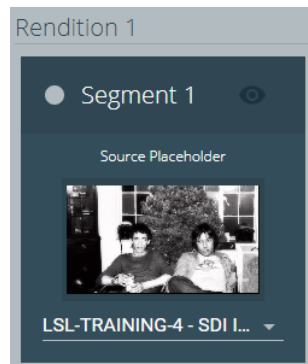 Rendition 1
Segment 1
Source Placeholder
LSL-TRAINING-4 - SDI I...